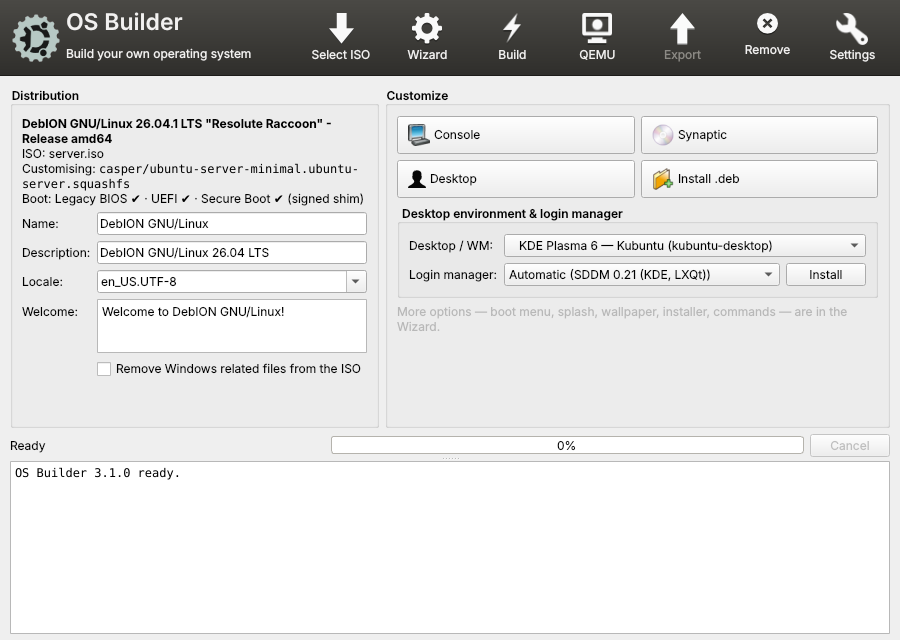 OS Builder
Build your own operating system
Select ISO
Wizard
Build
QEMU
Export
Remove
Settings
Distribution
DebION GNU/Linux 26.04.1 LTS "Resolute Raccoon" -
Release amd64
ISO: server.iso
Customising: casper/ubuntu-server-minimal.ubuntu-
server.squashfs
Boot: Legacy BIOS ✔ · UEFI ✔ · Secure Boot ✔ (signed shim)
Name: DebION GNU/Linux
Description: DebION GNU/Linux 26.04 LTS
Locale: en_US.UTF-8
Welcome: Welcome to DebION GNU/Linux!
Remove Windows related files from the ISO
Customize
Console
Synaptic
Desktop
Install .deb
Desktop environment & login manager
Desktop / WM: KDE Plasma 6 — Kubuntu (kubuntu-desktop)
Login manager: Automatic (SDDM 0.21 (KDE, LXQt)) Install
More options — boot menu, splash, wallpaper, installer, commands — are in the
Wizard.
Ready
0%
Cancel
OS Builder 3.1.0 ready.